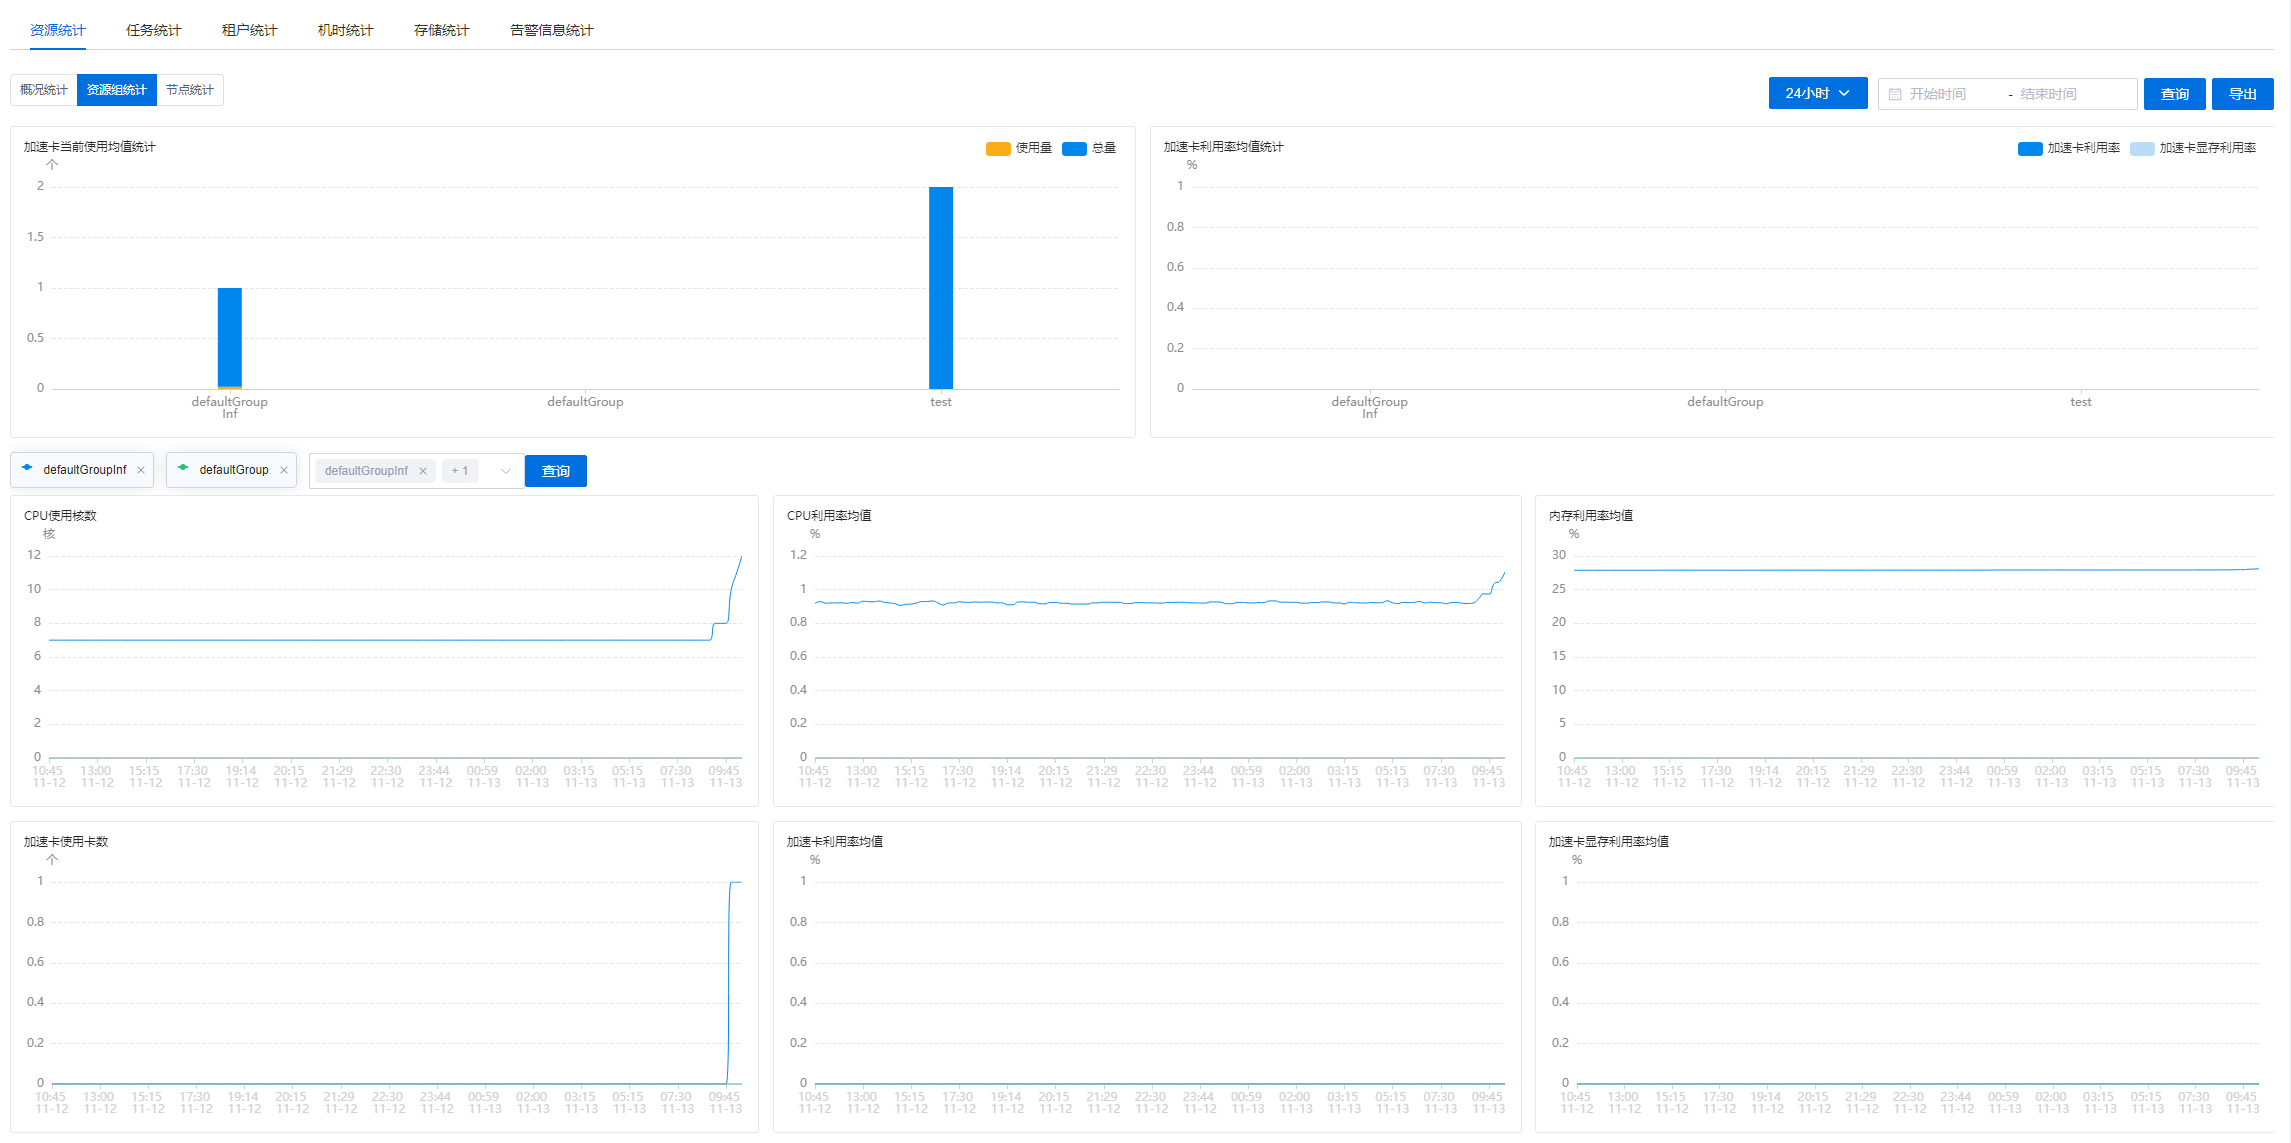 资源统计 任务统计 租户统计 机时统计 存储统计 告警信息统计
概况统计 资源组统计 节点统计
24小时 开始时间 - 结束时间 查询 导出
加速卡当前使用均值统计
个
使用量 总量
2
1.5
1
0.5
0
defaultGroup
Inf
defaultGroup
test
加速卡利用率均值统计
%
加速卡利用率 加速卡显存利用率
1
0.8
0.6
0.4
0.2
0
defaultGroup
Inf
defaultGroup
test
defaultGroupInf × defaultGroup × defaultGroupInf × + 1 查询
CPU使用核数
核
12
10
8
6
4
2
0
10:45 13:00 15:15 17:30 19:14 20:15 21:29 22:30 23:44 00:59 02:00 03:15 05:15 07:30 09:45
11-12 11-12 11-12 11-12 11-12 11-12 11-12 11-12 11-12 11-13 11-13 11-13 11-13 11-13 11-13
CPU利用率均值
%
1.2
1
0.8
0.6
0.4
0.2
0
10:45 13:00 15:15 17:30 19:14 20:15 21:29 22:30 23:44 00:59 02:00 03:15 05:15 07:30 09:45
11-12 11-12 11-12 11-12 11-12 11-12 11-12 11-12 11-12 11-13 11-13 11-13 11-13 11-13 11-13
内存利用率均值
%
30
25
20
15
10
5
0
10:45 13:00 15:15 17:30 19:14 20:15 21:29 22:30 23:44 00:59 02:00 03:15 05:15 07:30 09:45
11-12 11-12 11-12 11-12 11-12 11-12 11-12 11-12 11-12 11-13 11-13 11-13 11-13 11-13 11-13
加速卡使用卡数
个
1
0.8
0.6
0.4
0.2
0
10:45 13:00 15:15 17:30 19:14 20:15 21:29 22:30 23:44 00:59 02:00 03:15 05:15 07:30 09:45
11-12 11-12 11-12 11-12 11-12 11-12 11-12 11-12 11-12 11-13 11-13 11-13 11-13 11-13 11-13
加速卡利用率均值
%
1
0.8
0.6
0.4
0.2
0
10:45 13:00 15:15 17:30 19:14 20:15 21:29 22:30 23:44 00:59 02:00 03:15 05:15 07:30 09:45
11-12 11-12 11-12 11-12 11-12 11-12 11-12 11-12 11-12 11-13 11-13 11-13 11-13 11-13 11-13
加速卡显存利用率均值
%
1
0.8
0.6
0.4
0.2
0
10:45 13:00 15:15 17:30 19:14 20:15 21:29 22:30 23:44 00:59 02:00 03:15 05:15 07:30 09:45
11-12 11-12 11-12 11-12 11-12 11-12 11-12 11-12 11-12 11-13 11-13 11-13 11-13 11-13 11-13